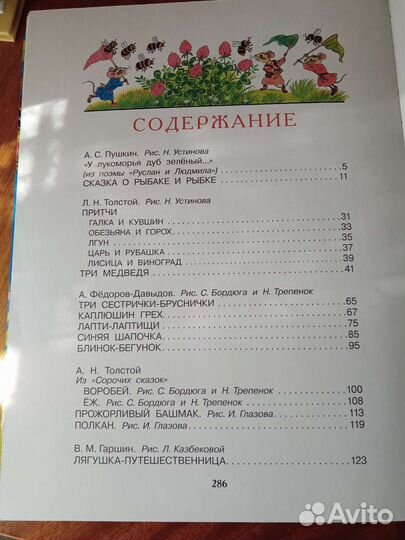 СОДЕРЖАНИЕ
А. С. Пушкин. Рис. Н. Устинова
«У лукоморья дуб зелёный...»
(из поэмы «Руслан и Людмила») 5
СКАЗКА О РЫБАКЕ И РЫБКЕ 11
Л. Н. Толстой. Рис. Н. Устинова
ПРИТЧИ
ГАЛКА И КУВШИН 31
ОБЕЗЬЯНА И ГОРОХ 33
ЛГУН 35
ЦАРЬ И РУБАШКА 37
ЛИСИЦА И ВИНОГРАД 39
ТРИ МЕДВЕДЯ 41
А. Фёдоров-Давыдов. Рис. С. Бордюга и Н. Трепенок
ТРИ СЕСТРИЧКИ-БРУСНИЧКИ 65
КАПЛЮШИН ГРЕХ. 67
ЛАПТИ-ЛАПТИЩИ 75
СИНЯЯ ШАПОЧКА. 85
БЛИНОК-БЕГУНОК 95
А. Н. Толстой
Из «Сорочьих сказок»
ВОРОБЕЙ. Рис. С. Бордюга и Н. Трепенок 100
ЁЖ. Рис. С. Бордюга и Н. Трепенок 108
ПРОЖОРЛИВЫЙ БАШМАК. Рис. И. Глазова 113
ПОЛКАН. Рис. И. Глазова 119
В. М. Гаршин. Рис. Л. Казбековой
ЛЯГУШКА-ПУТЕШЕСТВЕННИЦА. 123
286
Avito